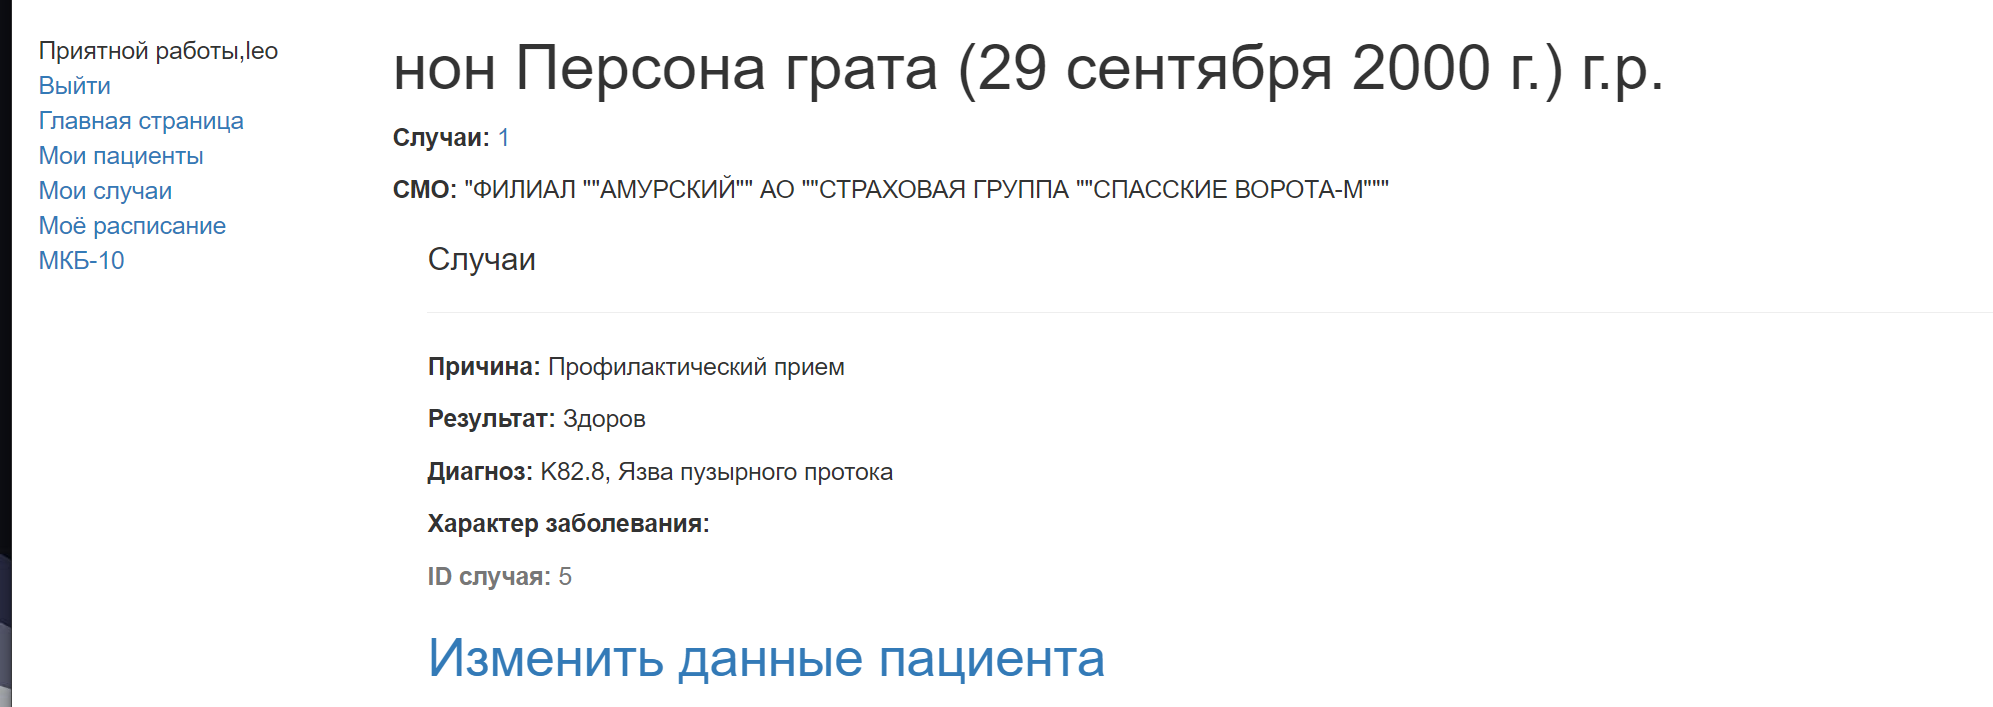 Приятной работы,leo
Выйти
Главная страница
Мои пациенты
Мои случаи
Моё расписание
МКБ-10
нон Персона грата (29 сентября 2000 г.) г.р.
Случаи: 1
СМО: "ФИЛИАЛ ""АМУРСКИЙ"" АО ""СТРАХОВАЯ ГРУППА ""СПАССКИЕ ВОРОТА-М"""
Случаи
Причина: Профилактический прием
Результат: Здоров
Диагноз: K82.8, Язва пузырного протока
Характер заболевания:
ID случая: 5
Изменить данные пациента